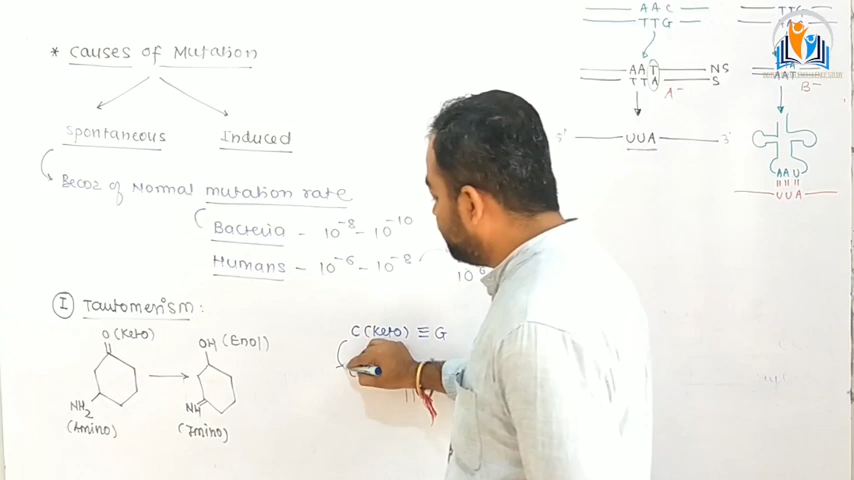 * Causes of Mutation
Spontaneous
Induced
Becoz of Normal mutation rate
Bacteria - 10⁻⁸ - 10⁻¹⁰
Humans - 10⁻⁶ - 10⁻⁸
10⁶
I Tautomerism:
O (Keto)
NH₂
(Amino)
OH (Enol)
NH
(Imino)
C (Keto) ≡ G
AAC
TTG
AAT NS
TTA S
A⁻
5' UUA 3'
TTG
AAT
B⁻
AAU
UUA